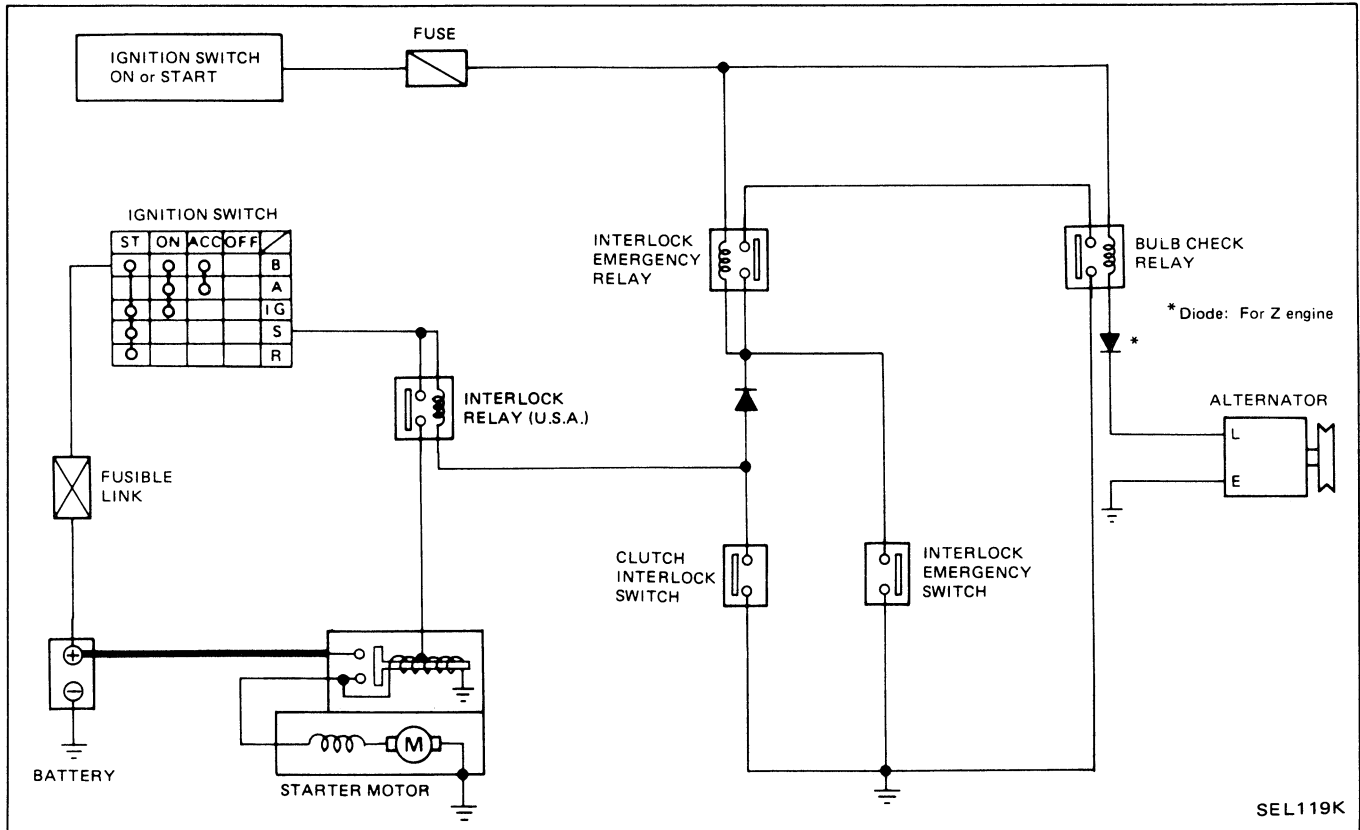 FUSE
IGNITION SWITCH
ON or START
IGNITION SWITCH
ST ON ACC OFF
B
A
IG
S
R
INTERLOCK
EMERGENCY
RELAY
BULB CHECK
RELAY
*Diode: For Z engine
*
INTERLOCK
RELAY (U.S.A.)
ALTERNATOR
L
E
FUSIBLE
LINK
CLUTCH
INTERLOCK
SWITCH
INTERLOCK
EMERGENCY
SWITCH
+
−
M
BATTERY
STARTER MOTOR
SEL119K